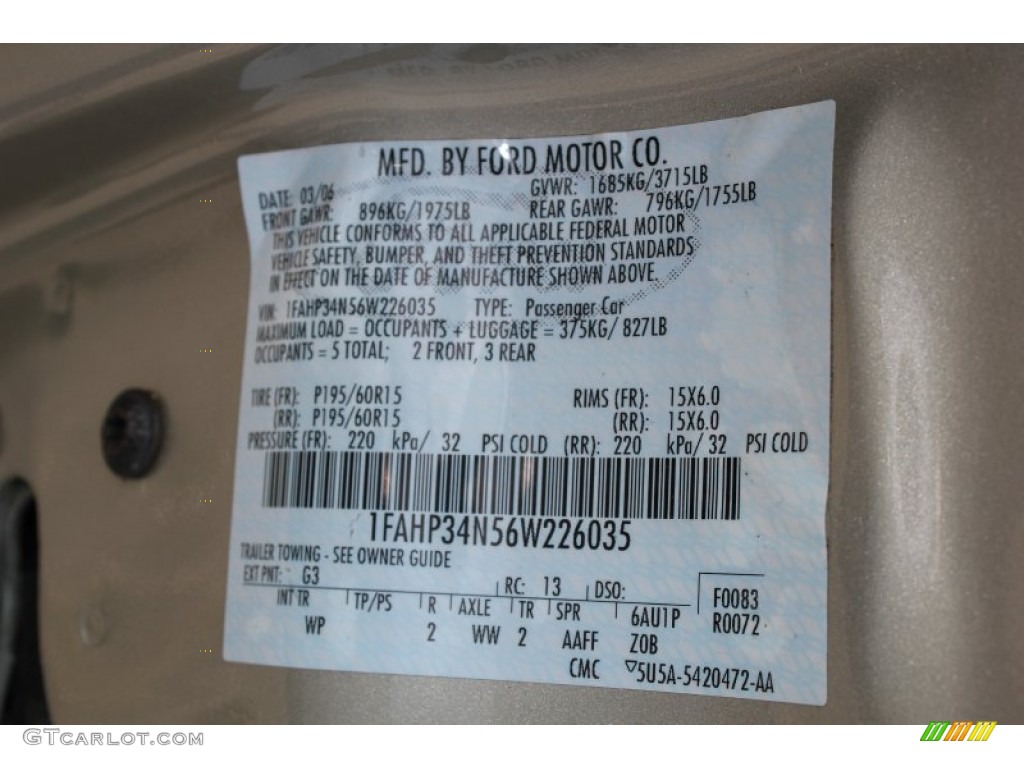 MFD. BY FORD MOTOR CO.
DATE: 03/06 GVWR: 1685KG/3715LB
FRONT GAWR: 896KG/1975LB REAR GAWR: 796KG/1755LB
THIS VEHICLE CONFORMS TO ALL APPLICABLE FEDERAL MOTOR
VEHICLE SAFETY, BUMPER, AND THEFT PREVENTION STANDARDS
IN EFFECT ON THE DATE OF MANUFACTURE SHOWN ABOVE.
VIN: 1FAHP34N56W226035 TYPE: Passenger Car
MAXIMUM LOAD = OCCUPANTS + LUGGAGE = 375KG/ 827LB
OCCUPANTS = 5 TOTAL; 2 FRONT, 3 REAR
TIRE (FR): P195/60R15 RIMS (FR): 15X6.0
(RR): P195/60R15 (RR): 15X6.0
PRESSURE (FR): 220 kPa/ 32 PSI COLD (RR): 220 kPa/ 32 PSI COLD
1FAHP34N56W226035
TRAILER TOWING - SEE OWNER GUIDE
EXT PNT: G3 RC: 13 DSO: F0083
INT TR TP/PS R AXLE TR SPR 6AU1P R0072
WP 2 WW 2 AAFF Z0B
CMC ▽5U5A-5420472-AA
GTcarlot.com